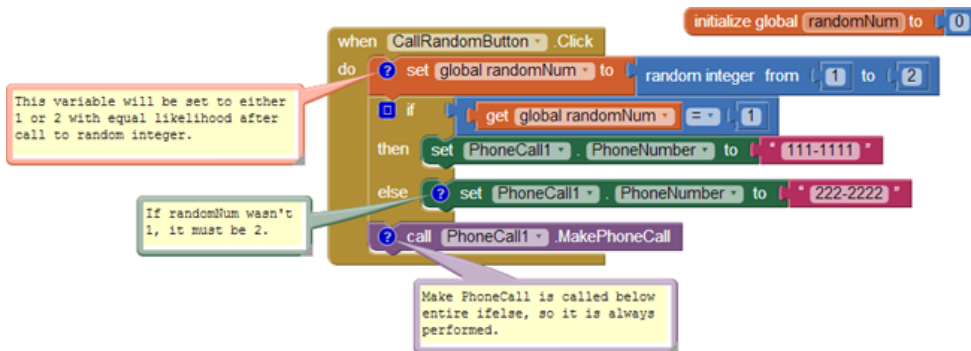 initialize global randomNum to 0
when CallRandomButton .Click
do ? set global randomNum to random integer from 1 to 2
This variable will be set to either
1 or 2 with equal likelihood after
call to random integer.
if get global randomNum = 1
then set PhoneCall1 . PhoneNumber to " 111-1111 "
else ? set PhoneCall1 . PhoneNumber to " 222-2222 "
If randomNum wasn't
1, it must be 2.
? call PhoneCall1 .MakePhoneCall
Make PhoneCall is called below
entire ifelse, so it is always
performed.